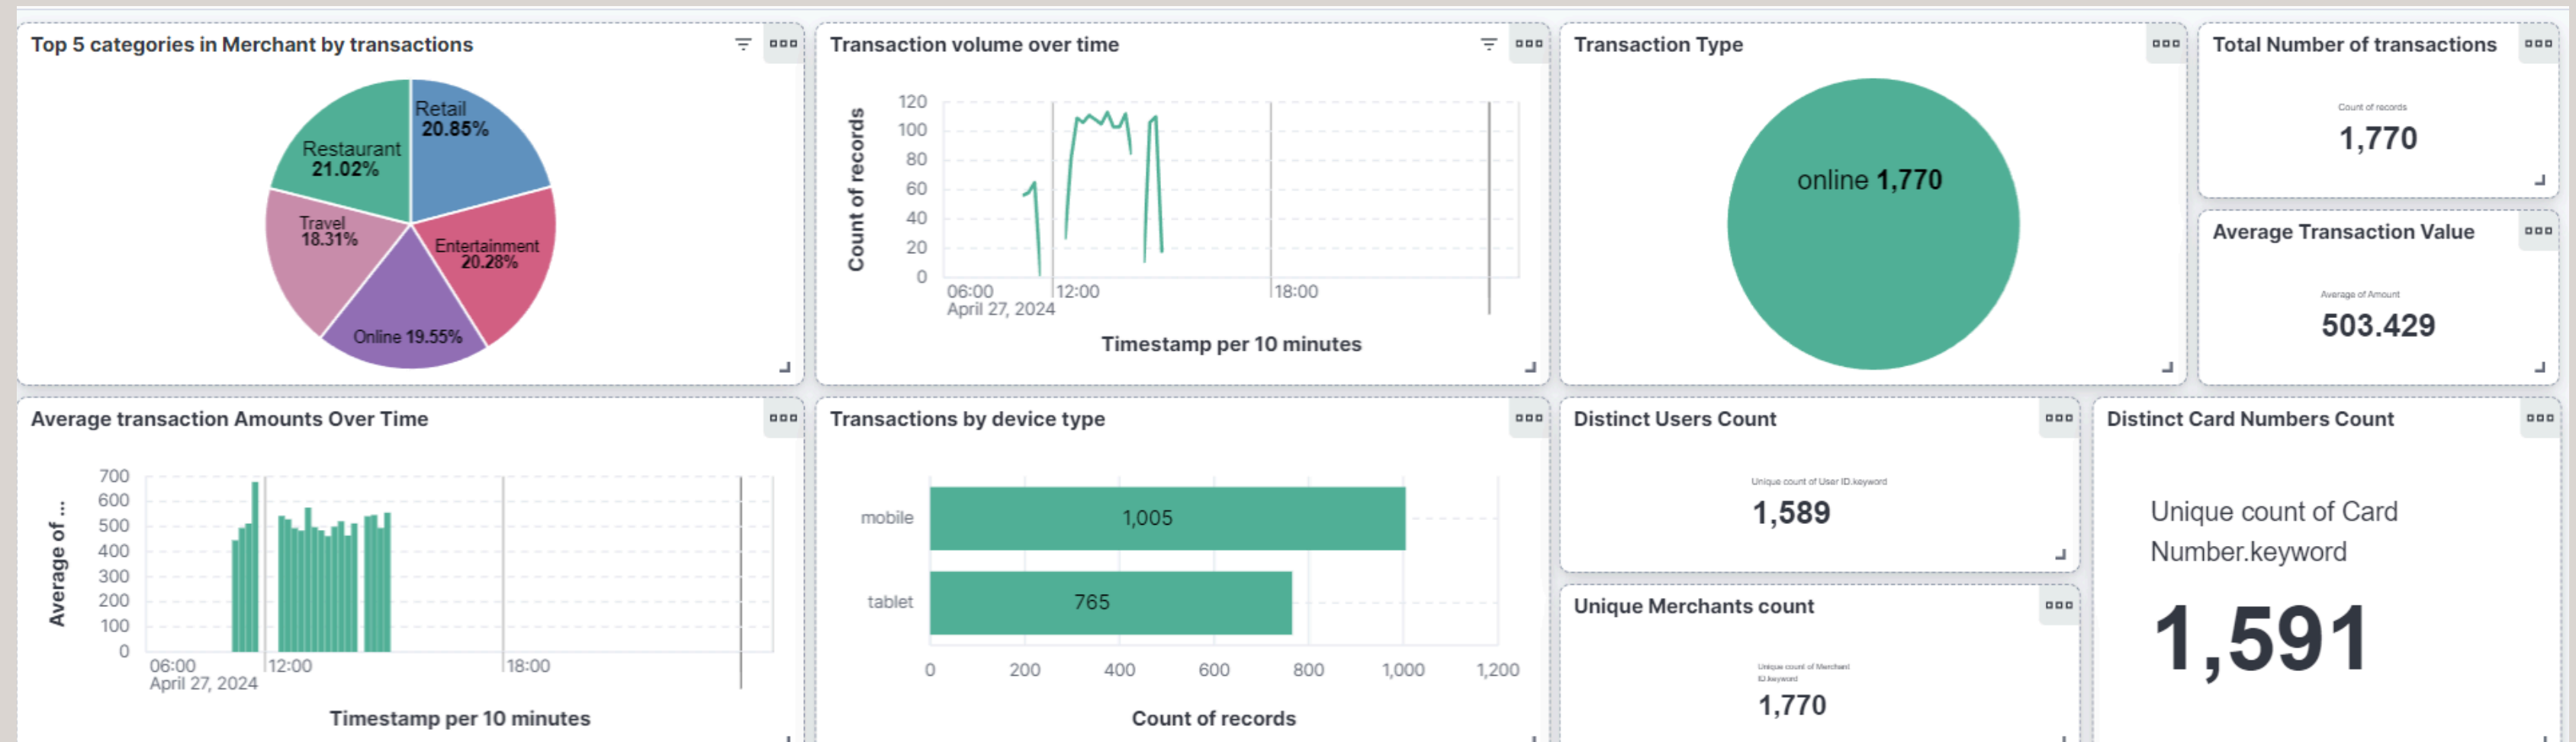 Top 5 categories in Merchant by transactions
Retail
20.85%
Restaurant
21.02%
Travel
18.31%
Entertainment
20.28%
Online 19.55%
Transaction volume over time
Count of records
120
100
80
60
40
20
0
06:00
12:00
18:00
April 27, 2024
Timestamp per 10 minutes
Transaction Type
online 1,770
Total Number of transactions
Count of records
1,770
Average Transaction Value
Average of Amount
503.429
Average transaction Amounts Over Time
Average of ...
700
600
500
400
300
200
100
0
06:00
12:00
18:00
April 27, 2024
Timestamp per 10 minutes
Transactions by device type
mobile
1,005
tablet
765
0
200
400
600
800
1,000
1,200
Count of records
Distinct Users Count
Unique count of User ID.keyword
1,589
Unique Merchants count
Unique count of Merchant
ID.keyword
1,770
Distinct Card Numbers Count
Unique count of Card
Number.keyword
1,591